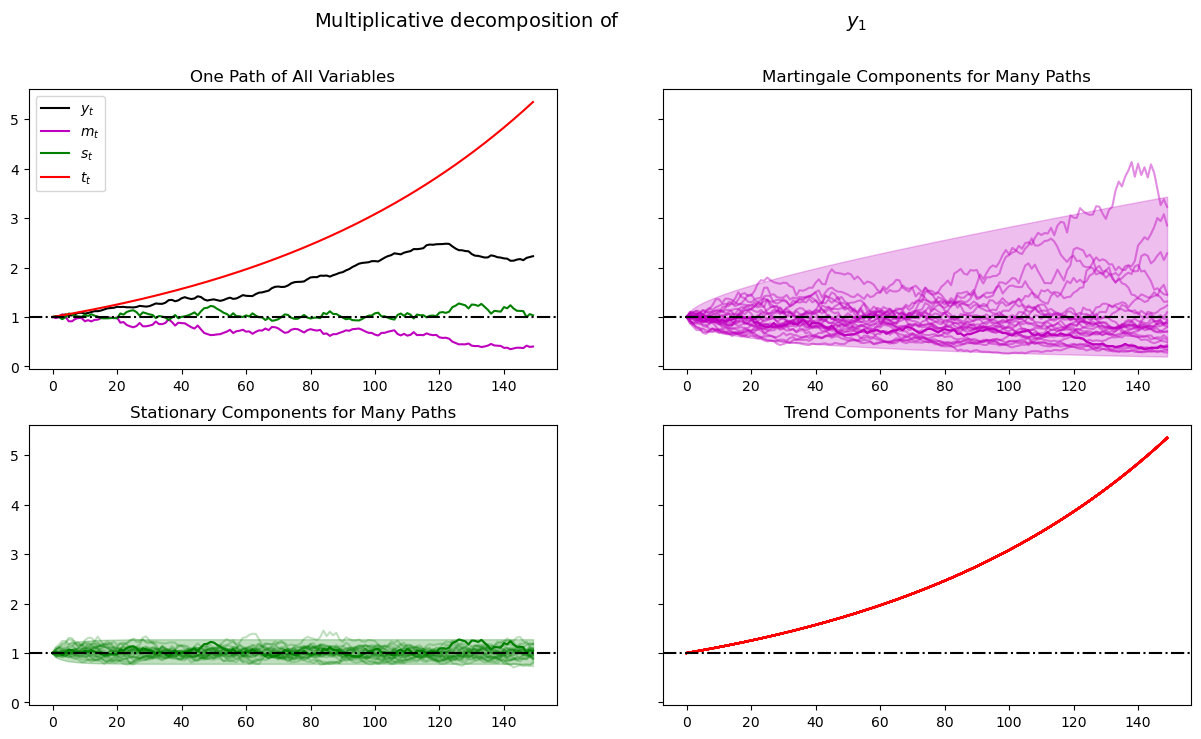 Multiplicative decomposition of y₁
One Path of All Variables
Martingale Components for Many Paths
yₜ
mₜ
sₜ
tₜ
5
4
3
2
1
0
0 20 40 60 80 100 120 140
0 20 40 60 80 100 120 140
Stationary Components for Many Paths
Trend Components for Many Paths
5
4
3
2
1
0
0 20 40 60 80 100 120 140
0 20 40 60 80 100 120 140